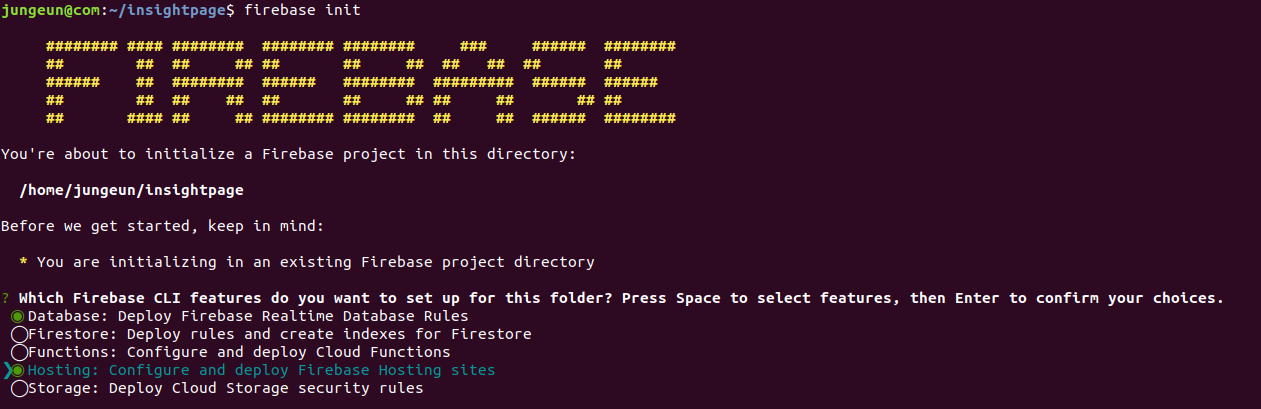 jungeun@com:~/insightpage$ firebase init
######## #### ########  ######## ########     ###     ######  ########
##        ##  ##     ## ##       ##     ##  ##   ##  ##       ##
######    ##  ########  ######   ########  #########  ######  ######
##        ##  ##    ##  ##       ##     ## ##     ##       ## ##
##       #### ##     ## ######## ########  ##     ##  ######  ########
You're about to initialize a Firebase project in this directory:
/home/jungeun/insightpage
Before we get started, keep in mind:
* You are initializing in an existing Firebase project directory
? Which Firebase CLI features do you want to set up for this folder? Press Space to select features, then Enter to confirm your choices.
◉ Database: Deploy Firebase Realtime Database Rules
◯ Firestore: Deploy rules and create indexes for Firestore
◯ Functions: Configure and deploy Cloud Functions
❯◉ Hosting: Configure and deploy Firebase Hosting sites
◯ Storage: Deploy Cloud Storage security rules